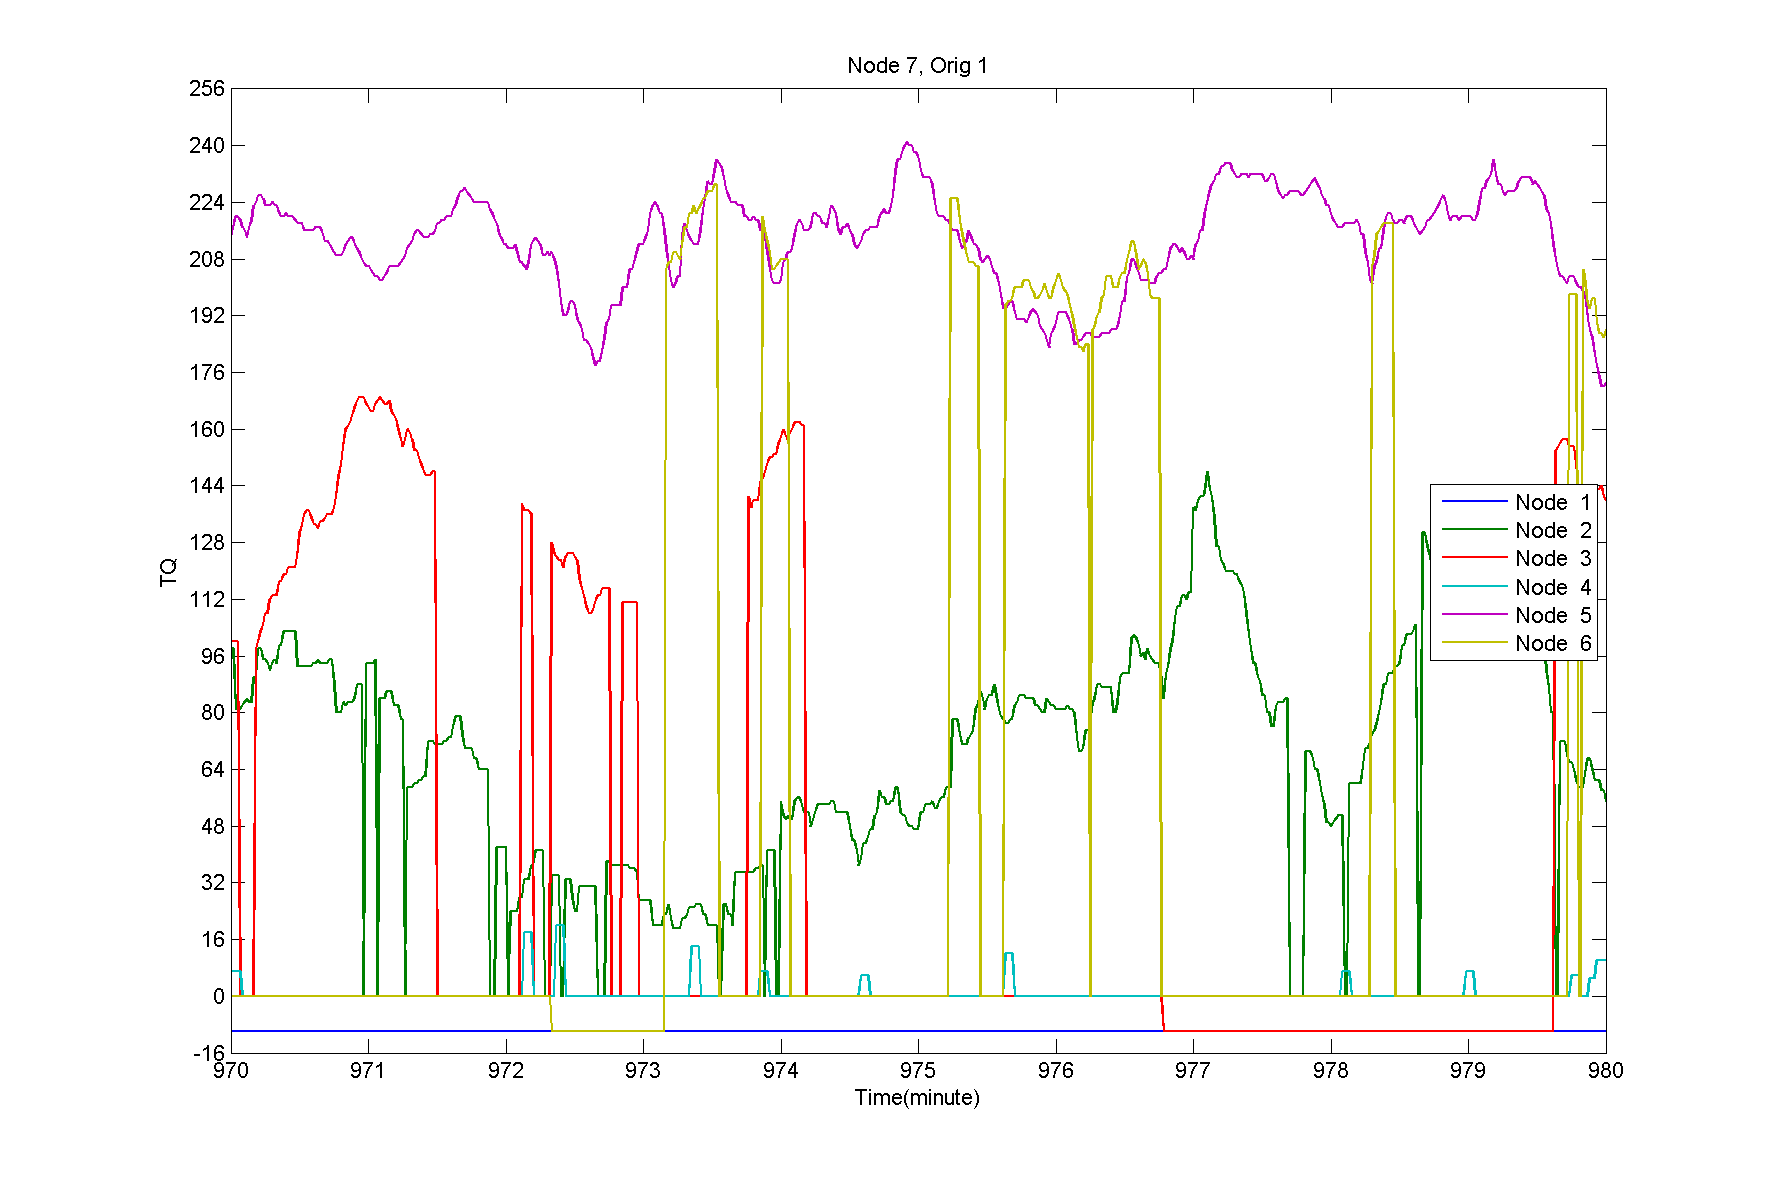 Node 7, Orig 1
256
240
224
208
192
176
160
144
128
112
96
80
64
48
32
16
0
-16
TQ
Node 1
Node 2
Node 3
Node 4
Node 5
Node 6
970 971 972 973 974 975 976 977 978 979 980
Time(minute)